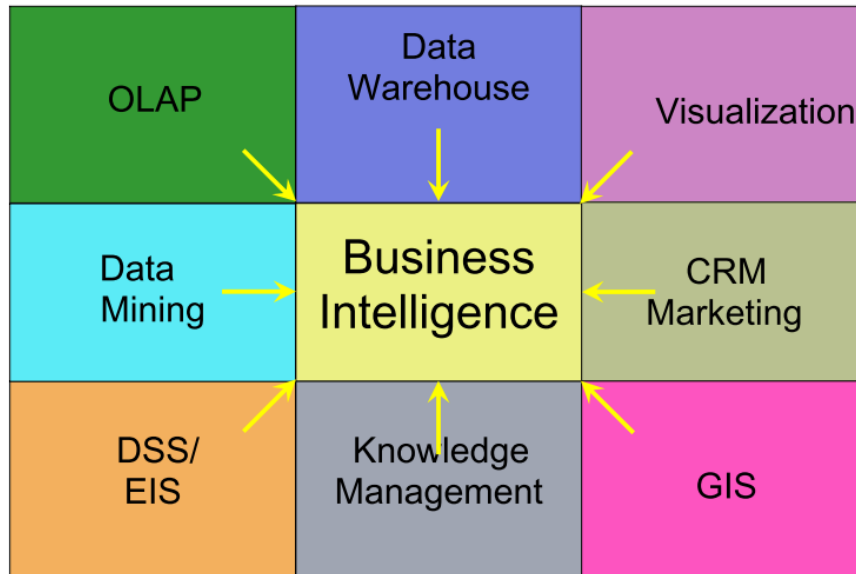 OLAP
Data
Warehouse
Visualization
Data
Mining
Business
Intelligence
CRM
Marketing
DSS/
EIS
Knowledge
Management
GIS